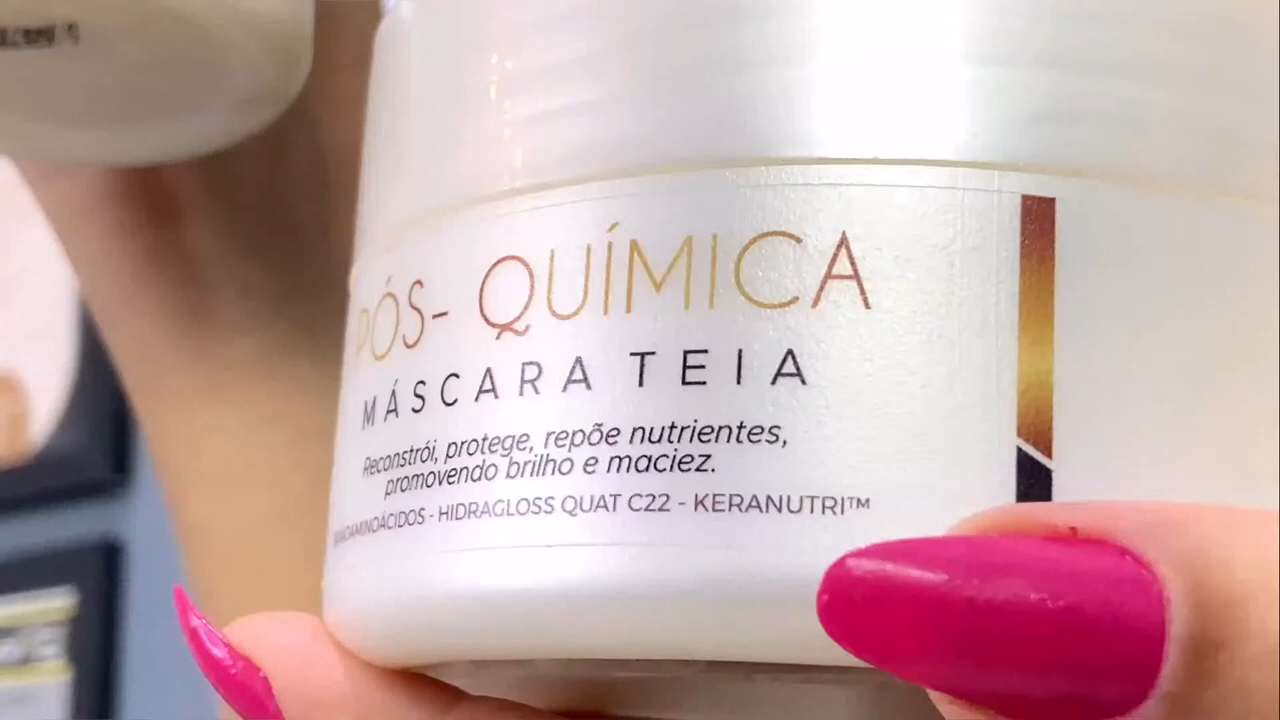 PÓS- QUÍMICA
MÁSCARA TEIA
Reconstrói, protege, repõe nutrientes,
promovendo brilho e maciez.
- HIDRAGLOSS QUAT C22 - KERANUTRI™